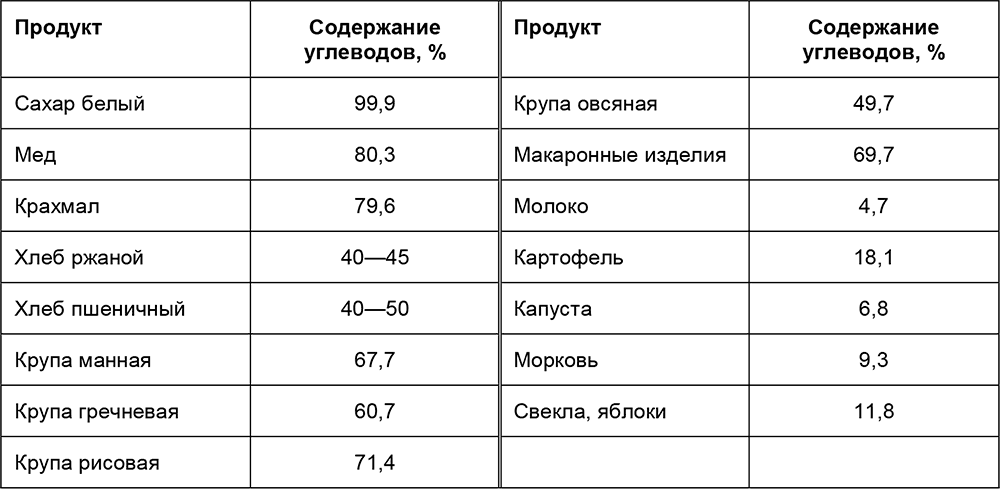 Продукт Содержание углеводов, % Продукт Содержание углеводов, %
Сахар белый 99,9 Крупа овсяная 49,7
Мед 80,3 Макаронные изделия 69,7
Крахмал 79,6 Молоко 4,7
Хлеб ржаной 40—45 Картофель 18,1
Хлеб пшеничный 40—50 Капуста 6,8
Крупа манная 67,7 Морковь 9,3
Крупа гречневая 60,7 Свекла, яблоки 11,8
Крупа рисовая 71,4